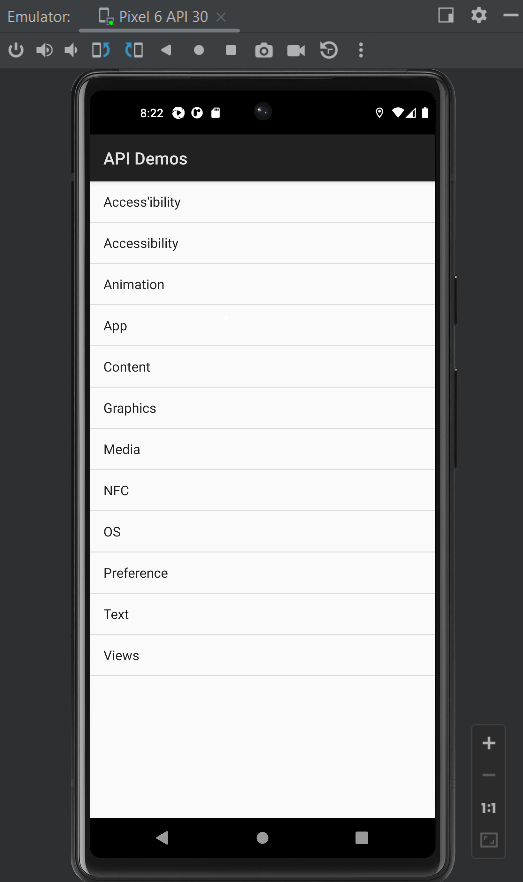 Emulator: Pixel 6 API 30
8:22
API Demos
Access'ibility
Accessibility
Animation
App
Content
Graphics
Media
NFC
OS
Preference
Text
Views
1:1